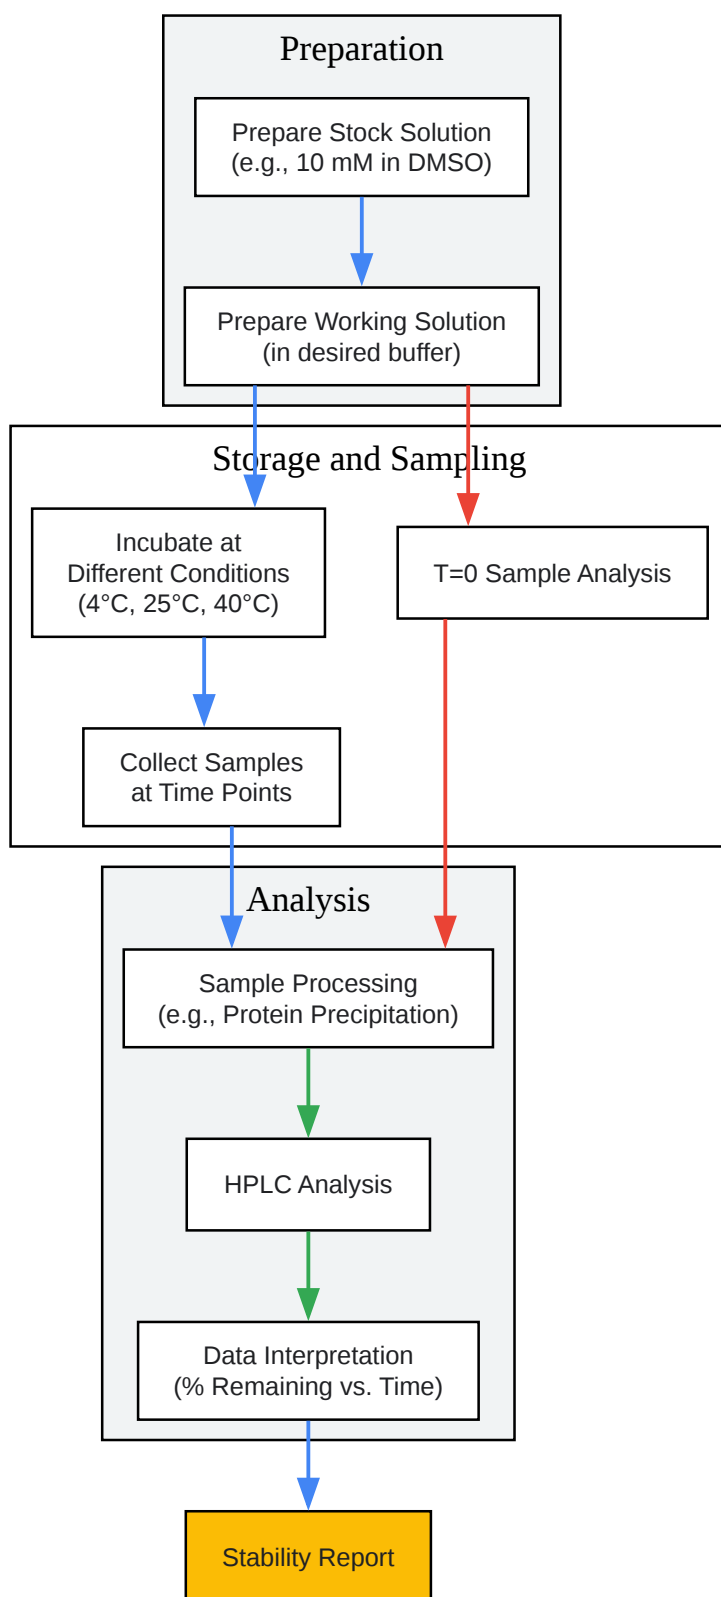 Preparation
Prepare Stock Solution
(e.g., 10 mM in DMSO)
Prepare Working Solution
(in desired buffer)
Storage and Sampling
Incubate at
Different Conditions
(4°C, 25°C, 40°C)
T=0 Sample Analysis
Collect Samples
at Time Points
Analysis
Sample Processing
(e.g., Protein Precipitation)
HPLC Analysis
Data Interpretation
(% Remaining vs. Time)
Stability Report